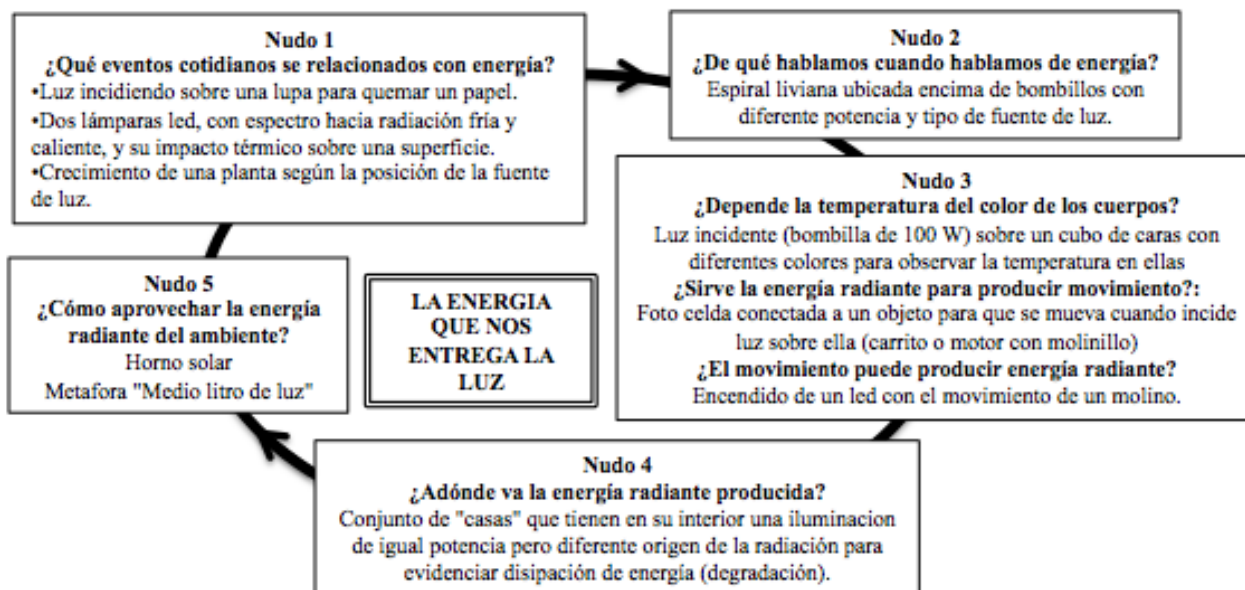 Nudo 1
¿Qué eventos cotidianos se relacionados con energía?
•Luz incidiendo sobre una lupa para quemar un papel.
•Dos lámparas led, con espectro hacia radiación fría y
caliente, y su impacto térmico sobre una superficie.
•Crecimiento de una planta según la posición de la fuente
de luz.
Nudo 2
¿De qué hablamos cuando hablamos de energía?
Espiral liviana ubicada encima de bombillos con
diferente potencia y tipo de fuente de luz.
Nudo 3
¿Depende la temperatura del color de los cuerpos?
Luz incidente (bombilla de 100 W) sobre un cubo de caras con
diferentes colores para observar la temperatura en ellas
¿Sirve la energía radiante para producir movimiento?:
Foto celda conectada a un objeto para que se mueva cuando incide
luz sobre ella (carrito o motor con molinillo)
¿El movimiento puede producir energía radiante?
Encendido de un led con el movimiento de un molino.
Nudo 4
¿Adónde va la energía radiante producida?
Conjunto de "casas" que tienen en su interior una iluminacion
de igual potencia pero diferente origen de la radiación para
evidenciar disipación de energía (degradación).
Nudo 5
¿Cómo aprovechar la energía
radiante del ambiente?
Horno solar
Metafora "Medio litro de luz"
LA ENERGIA
QUE NOS
ENTREGA LA
LUZ